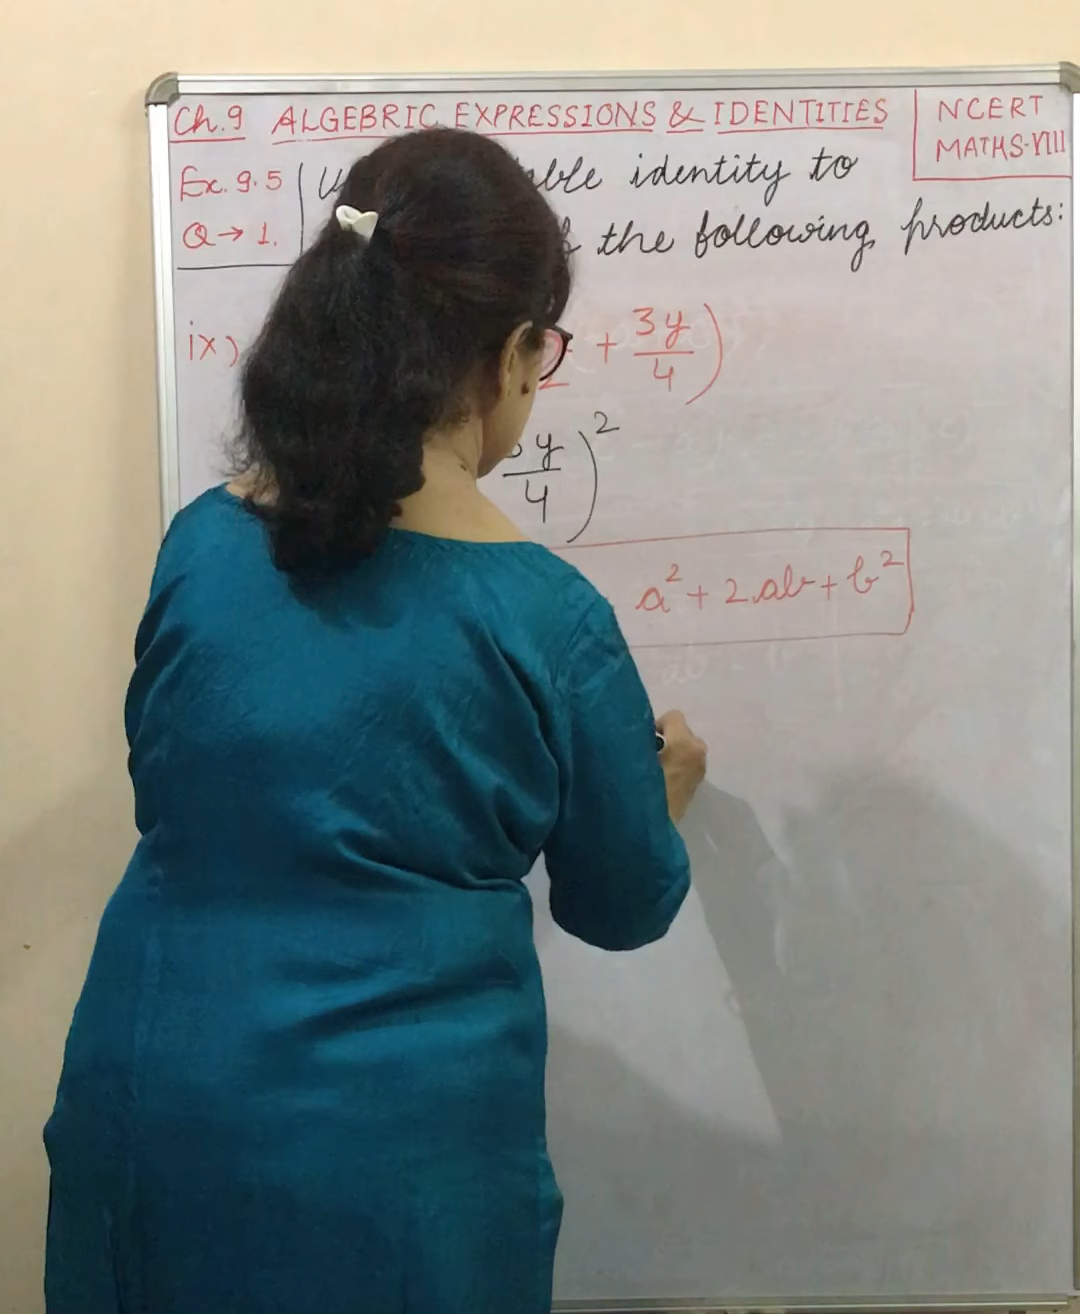 Ch.9 ALGEBRIC EXPRESSIONS & IDENTITIES
NCERT
MATHS-VIII
Ex. 9.5
Q → 1.
identity to
the following products:
ix)
+ 3y/4)
y/4)²
a² + 2ab + b²